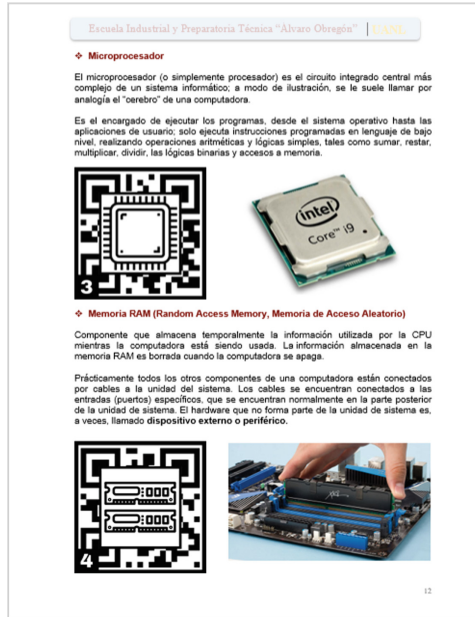 Escuela Industrial y Preparatoria Técnica "Álvaro Obregón"
❖ Microprocesador
El microprocesador (o simplemente procesador) es el circuito integrado central más
complejo de un sistema informático; a modo de ilustración, se le suele llamar por
analogía el "cerebro" de una computadora.
Es el encargado de ejecutar los programas, desde el sistema operativo hasta las
aplicaciones de usuario; solo ejecuta instrucciones programadas en lenguaje de bajo
nivel, realizando operaciones aritméticas y lógicas simples, tales como sumar, restar,
multiplicar, dividir, las lógicas binarias y accesos a memoria.
3
intel
Core™ i9
❖ Memoria RAM (Random Access Memory, Memoria de Acceso Aleatorio)
Componente que almacena temporalmente la información utilizada por la CPU
mientras la computadora está siendo usada. La información almacenada en la
memoria RAM es borrada cuando la computadora se apaga.
Prácticamente todos los otros componentes de una computadora están conectados
por cables a la unidad del sistema. Los cables se encuentran conectados a las
entradas (puertos) específicos, que se encuentran normalmente en la parte posterior
de la unidad de sistema. El hardware que no forma parte de la unidad de sistema es,
a veces, llamado dispositivo externo o periférico.
4
12